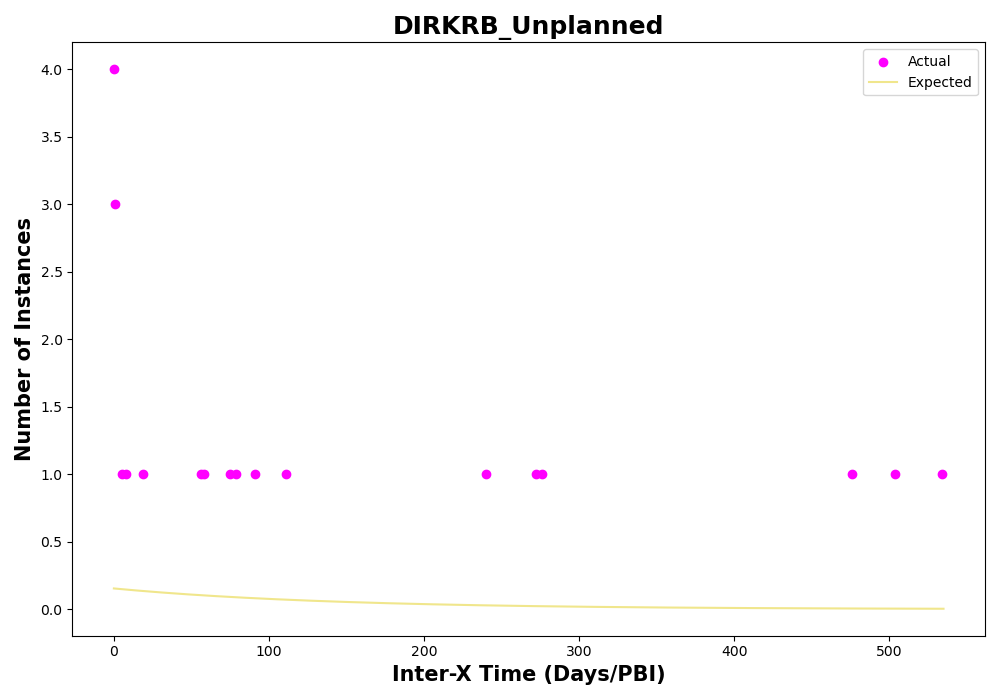 DIRKRB_Unplanned
Actual
Expected
Number of Instances
4.0
3.5
3.0
2.5
2.0
1.5
1.0
0.5
0.0
0 100 200 300 400 500
Inter-X Time (Days/PBI)